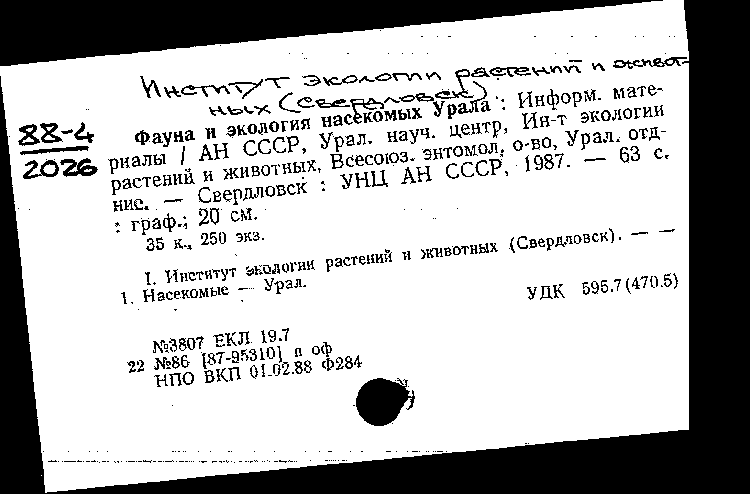 Институт экологии растений и живот-
ных (Свердловск)
88-4
2026
Фауна и экология насекомых Урала : Информ. мате-
риалы / АН СССР, Урал. науч. центр, Ин-т экологии
растений и животных, Всесоюз. энтомол. о-во, Урал. отд-
ние. — Свердловск : УНЦ АН СССР, 1987. — 63 с.
: граф.; 20 см.
35 к., 250 экз.
I. Институт экологии растений и животных (Свердловск). — —
1. Насекомые — Урал.
УДК 595.7(470.5)
№3807 ЕКЛ 19.7
22 №86 [87-95310] п оф
НПО ВКП 01.02.88 Ф284